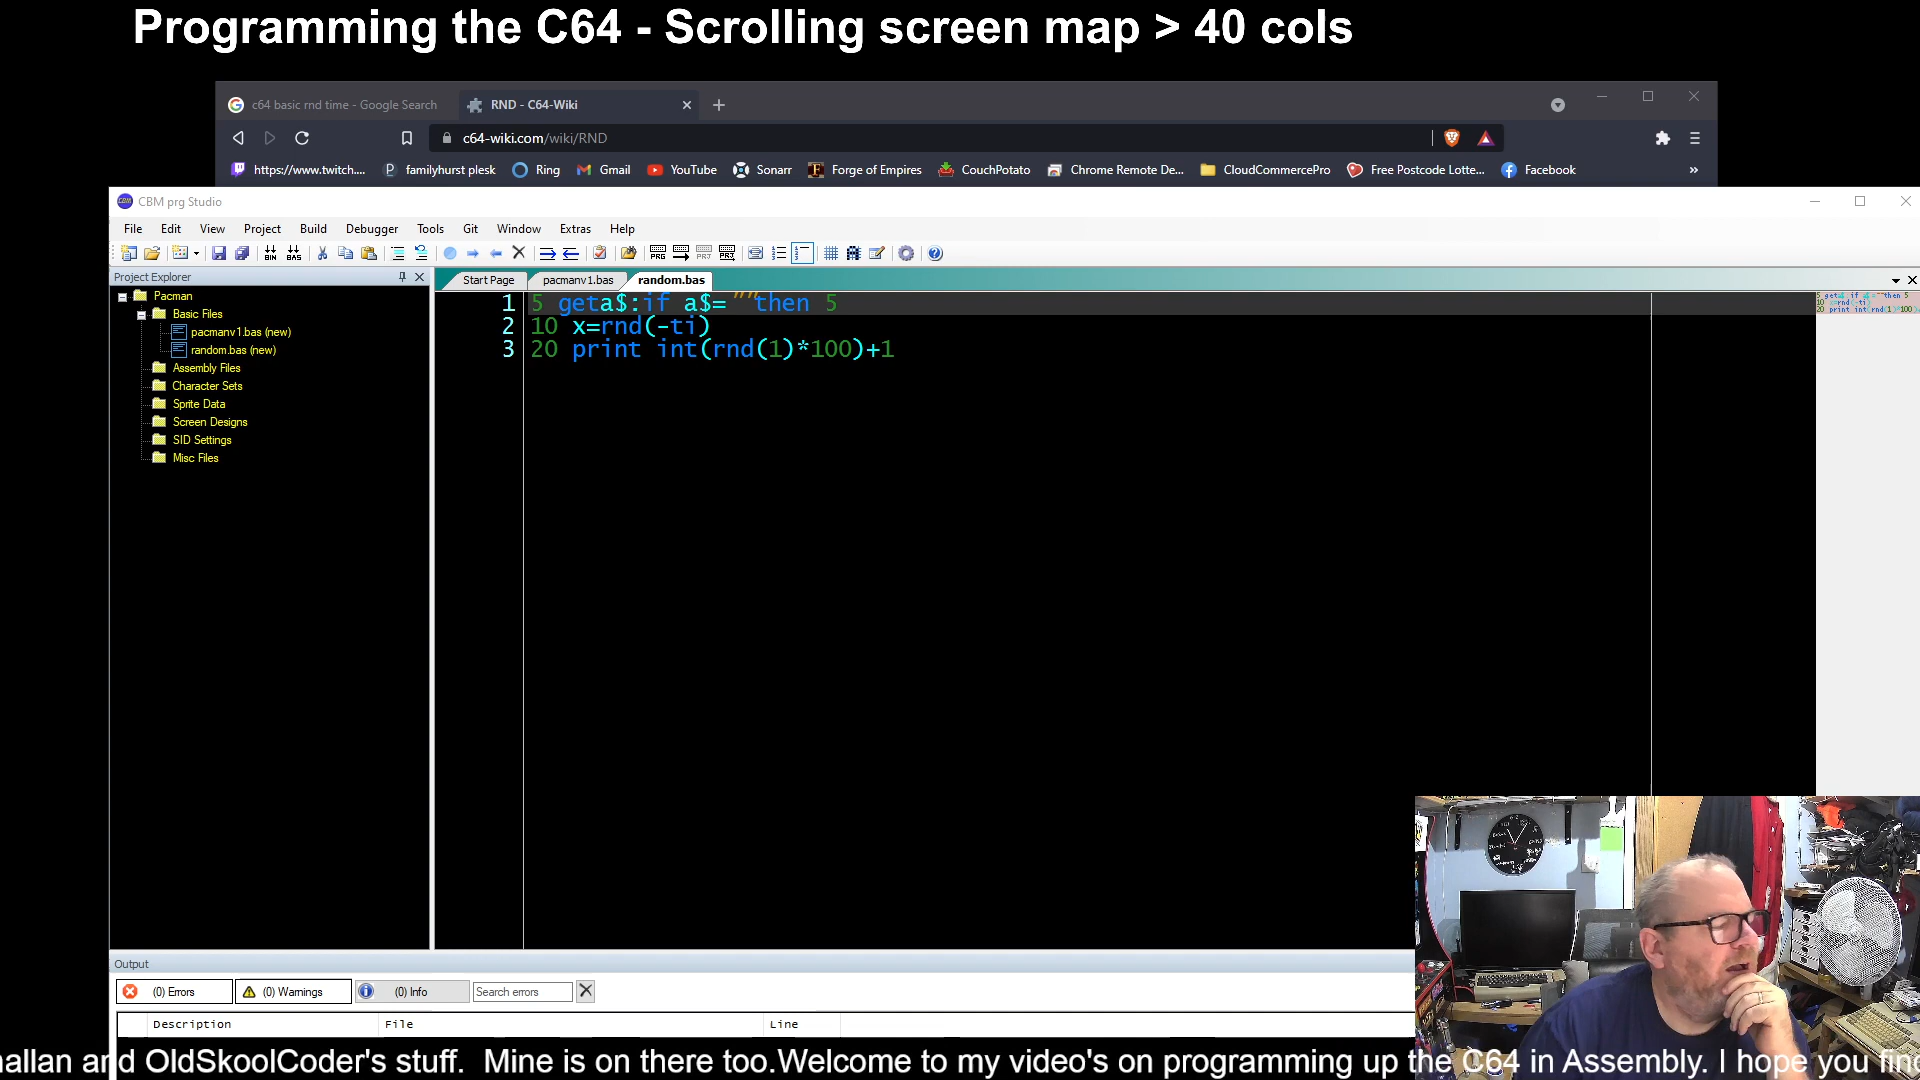 Programming the C64 - Scrolling screen map > 40 cols
c64 basic rnd time - Google Search
RND - C64-Wiki
c64-wiki.com/wiki/RND
https://www.twitch.... familyhurst plesk Ring Gmail YouTube Sonarr Forge of Empires CouchPotato Chrome Remote De... CloudCommercePro Free Postcode Lotte... Facebook »
CBM prg Studio
File Edit View Project Build Debugger Tools Git Window Extras Help
Project Explorer
Start Page pacmanv1.bas random.bas
Pacman
Basic Files
pacmanv1.bas (new)
random.bas (new)
Assembly Files
Character Sets
Sprite Data
Screen Designs
SID Settings
Misc Files
1 5 geta$:if a$=""then 5
2 10 x=rnd(-ti)
3 20 print int(rnd(1)*100)+1
Output
(0) Errors (0) Warnings (0) Info Search errors
Description File Line
allan and OldSkoolCoder's stuff. Mine is on there too.Welcome to my video's on programming up the C64 in Assembly. I hope you find